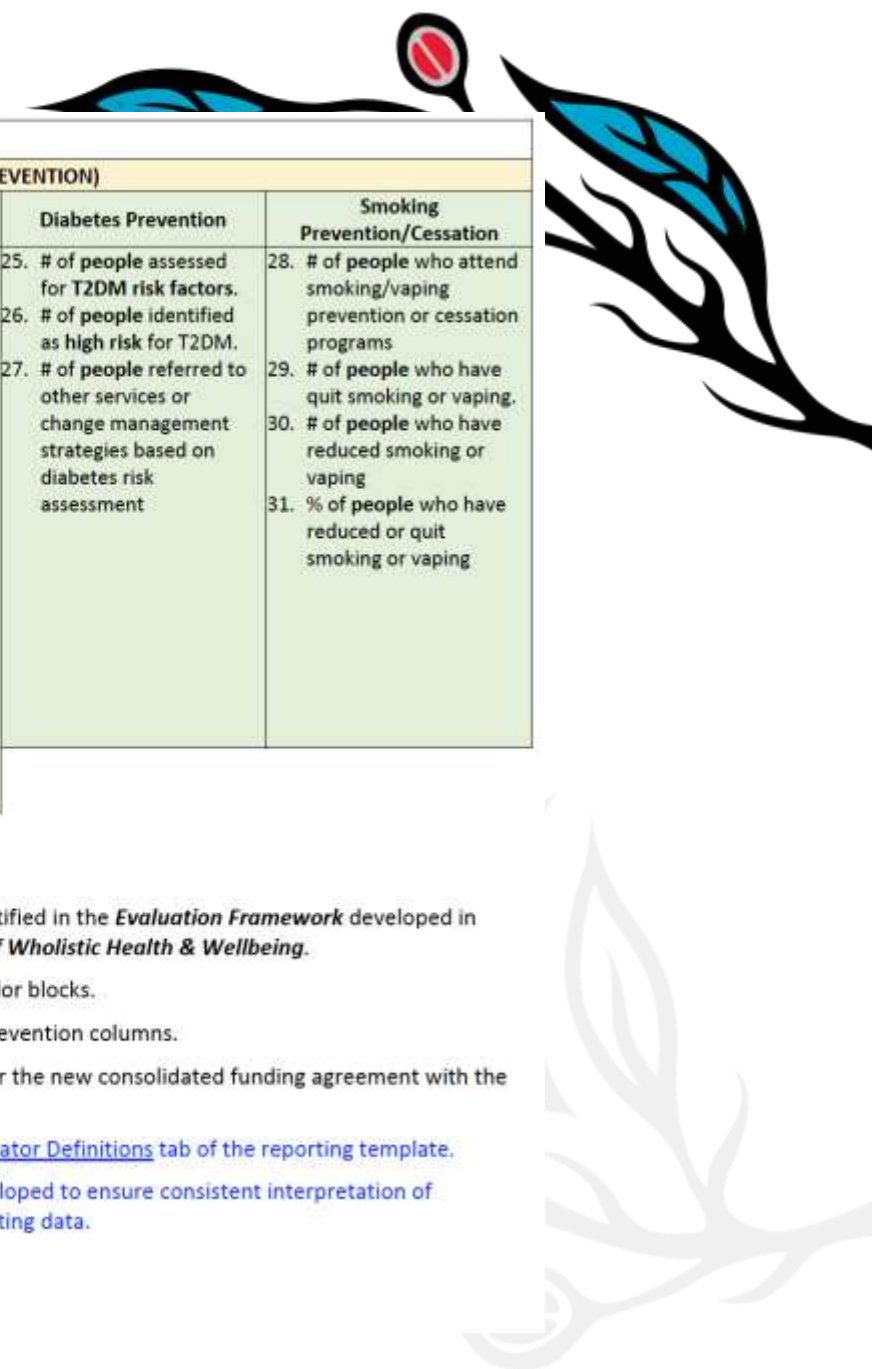 EVENTION)
Diabetes Prevention
Smoking
Prevention/Cessation
25. # of people assessed
for T2DM risk factors.
26. # of people identified
as high risk for T2DM.
27. # of people referred to
other services or
change management
strategies based on
diabetes risk
assessment
28. # of people who attend
smoking/vaping
prevention or cessation
programs
29. # of people who have
quit smoking or vaping.
30. # of people who have
reduced smoking or
vaping
31. % of people who have
reduced or quit
smoking or vaping
tified in the Evaluation Framework developed in
f Wholistic Health & Wellbeing.
lor blocks.
evention columns.
r the new consolidated funding agreement with the
ator Definitions tab of the reporting template.
loped to ensure consistent interpretation of
ting data.